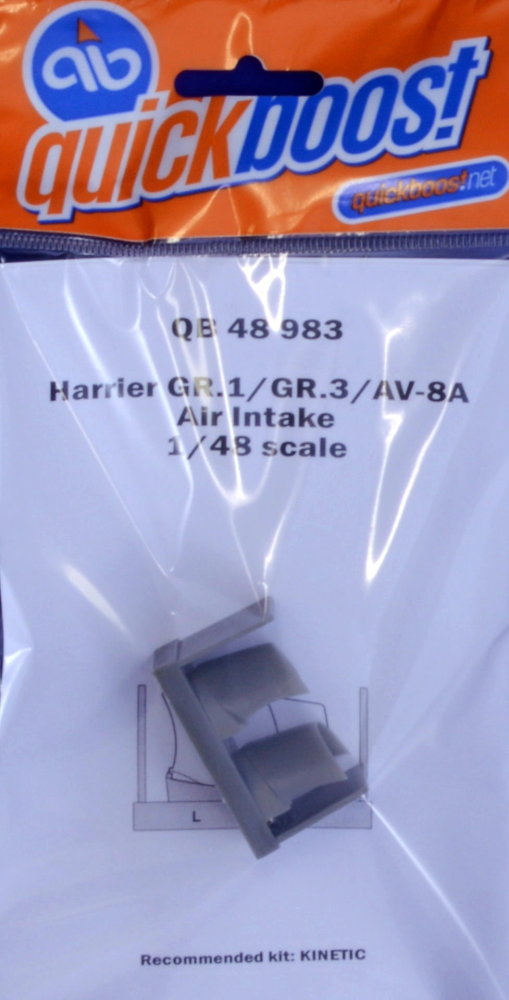 qb
quickboost
quickboost.net
QB 48 983
Harrier GR.1/GR.3/AV-8A
Air Intake
1/48 scale
L
Recommended kit: KINETIC